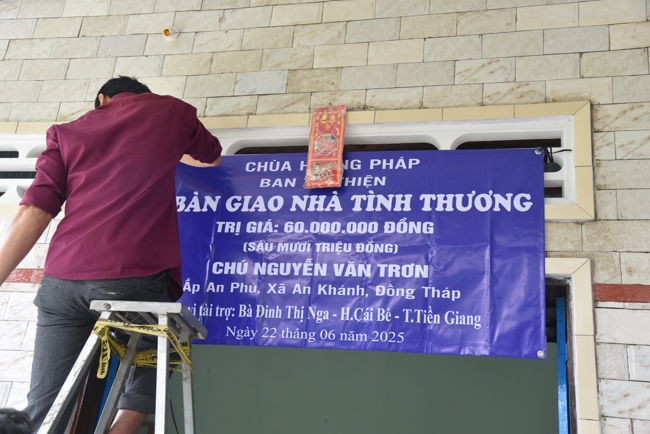 CHÙA PHÁP
BAN THIỆN
BÀN GIAO NHÀ TÌNH THƯƠNG
TRỊ GIÁ: 60.000.000 ĐỒNG
(SÁU MƯƠI TRIỆU ĐỒNG)
CHÚ NGUYỄN VĂN TRƠN
Ấp An Phú, Xã An Khánh, Đồng Tháp
tài trợ: Bà Đinh Thị Nga - H.Cái Bè - T.Tiền Giang
Ngày 22 tháng 06 năm 2025